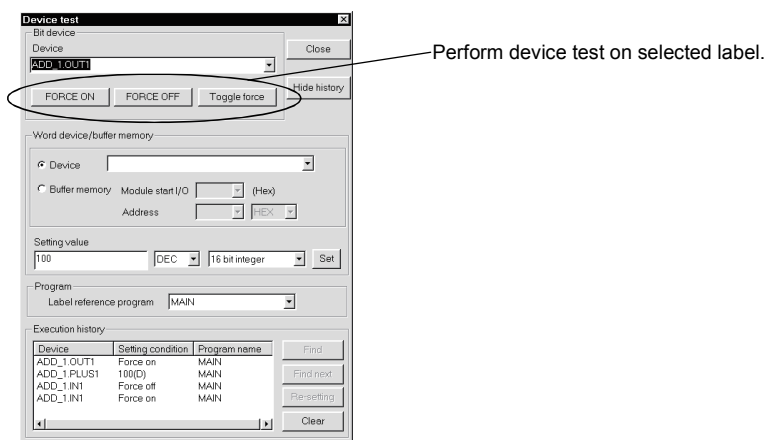 Device test
Bit device
Device
ADD_1.OUT1
Close
Perform device test on selected label.
FORCE ON FORCE OFF Toggle force
Hide history
Word device/buffer memory
Device
Buffer memory Module start I/O (Hex)
Address HEX
Setting value
100 DEC 16 bit integer Set
Program
Label reference program MAIN
Execution history
Device Setting condition Program name
ADD_1.OUT1 Force on MAIN
ADD_1.PLUS1 100(D) MAIN
ADD_1.IN1 Force off MAIN
ADD_1.IN1 Force on MAIN
Find
Find next
Re-setting
Clear